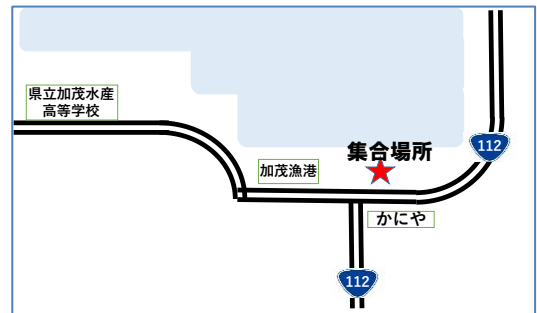 県立加茂水産
高等学校
集合場所
112
加茂漁港
かにや
112